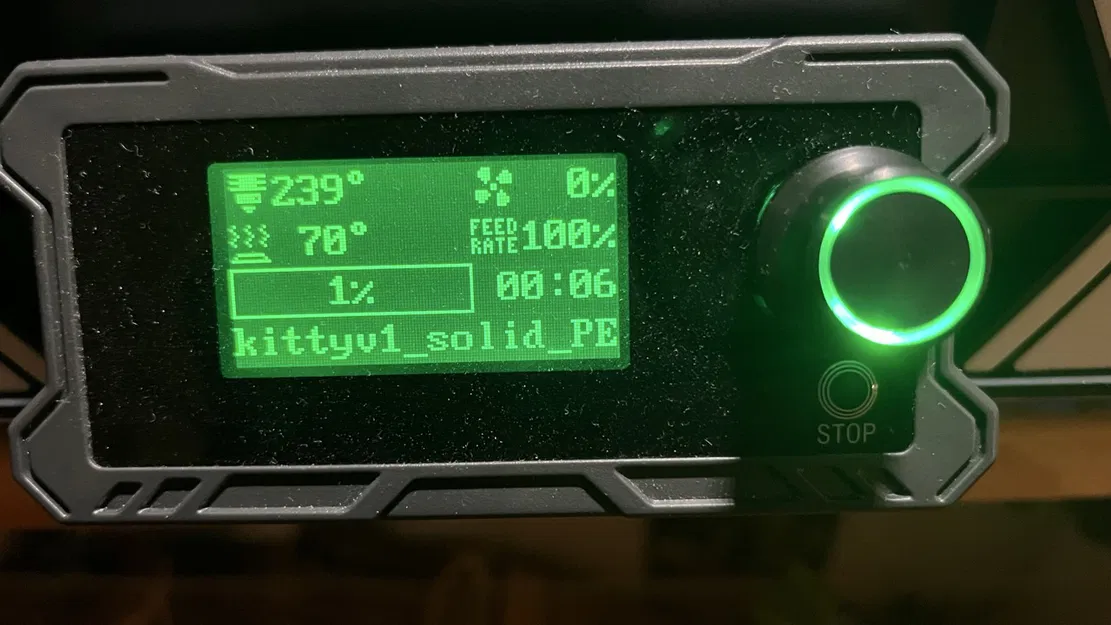 239° 0%
70° FEED RATE 100%
1% 00:06
kittyv1_solid_PE
STOP